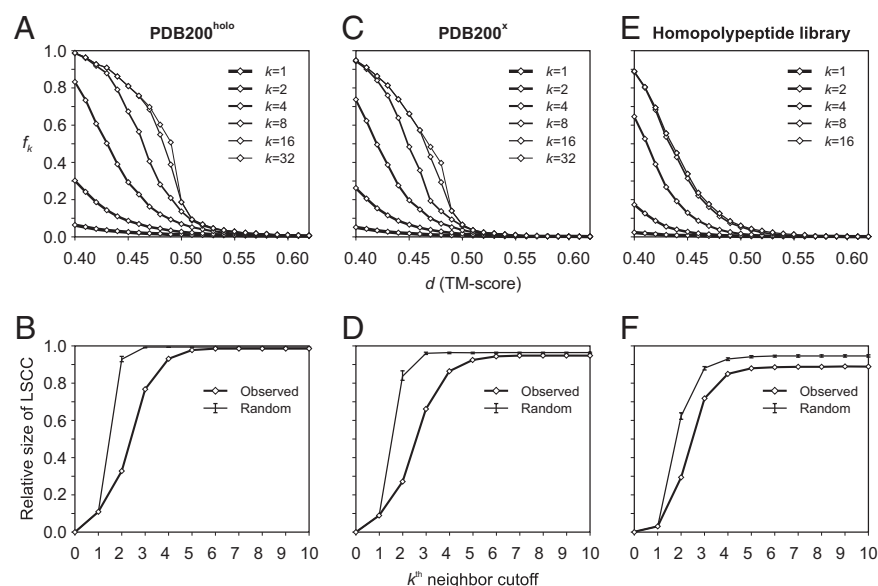 A
PDB200holo
C
PDB200x
E
Homopolypeptide library
1.0
0.8
0.6
0.4
0.2
0.0
fk
k=1
k=2
k=4
k=8
k=16
k=32
k=1
k=2
k=4
k=8
k=16
k=32
k=1
k=2
k=4
k=8
k=16
0.40 0.45 0.50 0.55 0.60
0.40 0.45 0.50 0.55 0.60
0.40 0.45 0.50 0.55 0.60
d (TM-score)
B
D
F
1.0
0.8
0.6
0.4
0.2
0.0
Relative size of LSCC
Observed
Random
Observed
Random
Observed
Random
0 1 2 3 4 5 6 7 8 9 10
0 1 2 3 4 5 6 7 8 9 10
0 1 2 3 4 5 6 7 8 9 10
kth neighbor cutoff